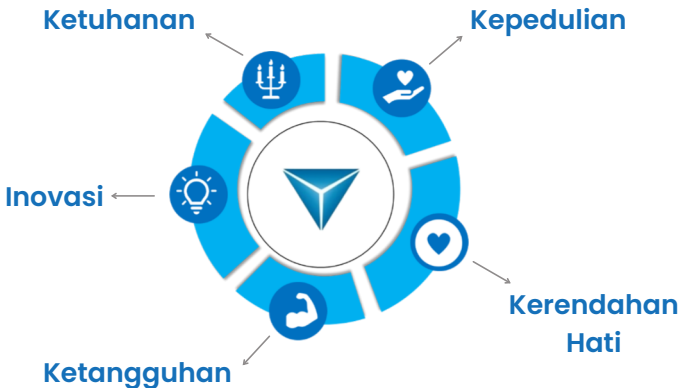 Ketuhanan
Kepedulian
Inovasi
Kerendahan
Hati
Ketangguhan